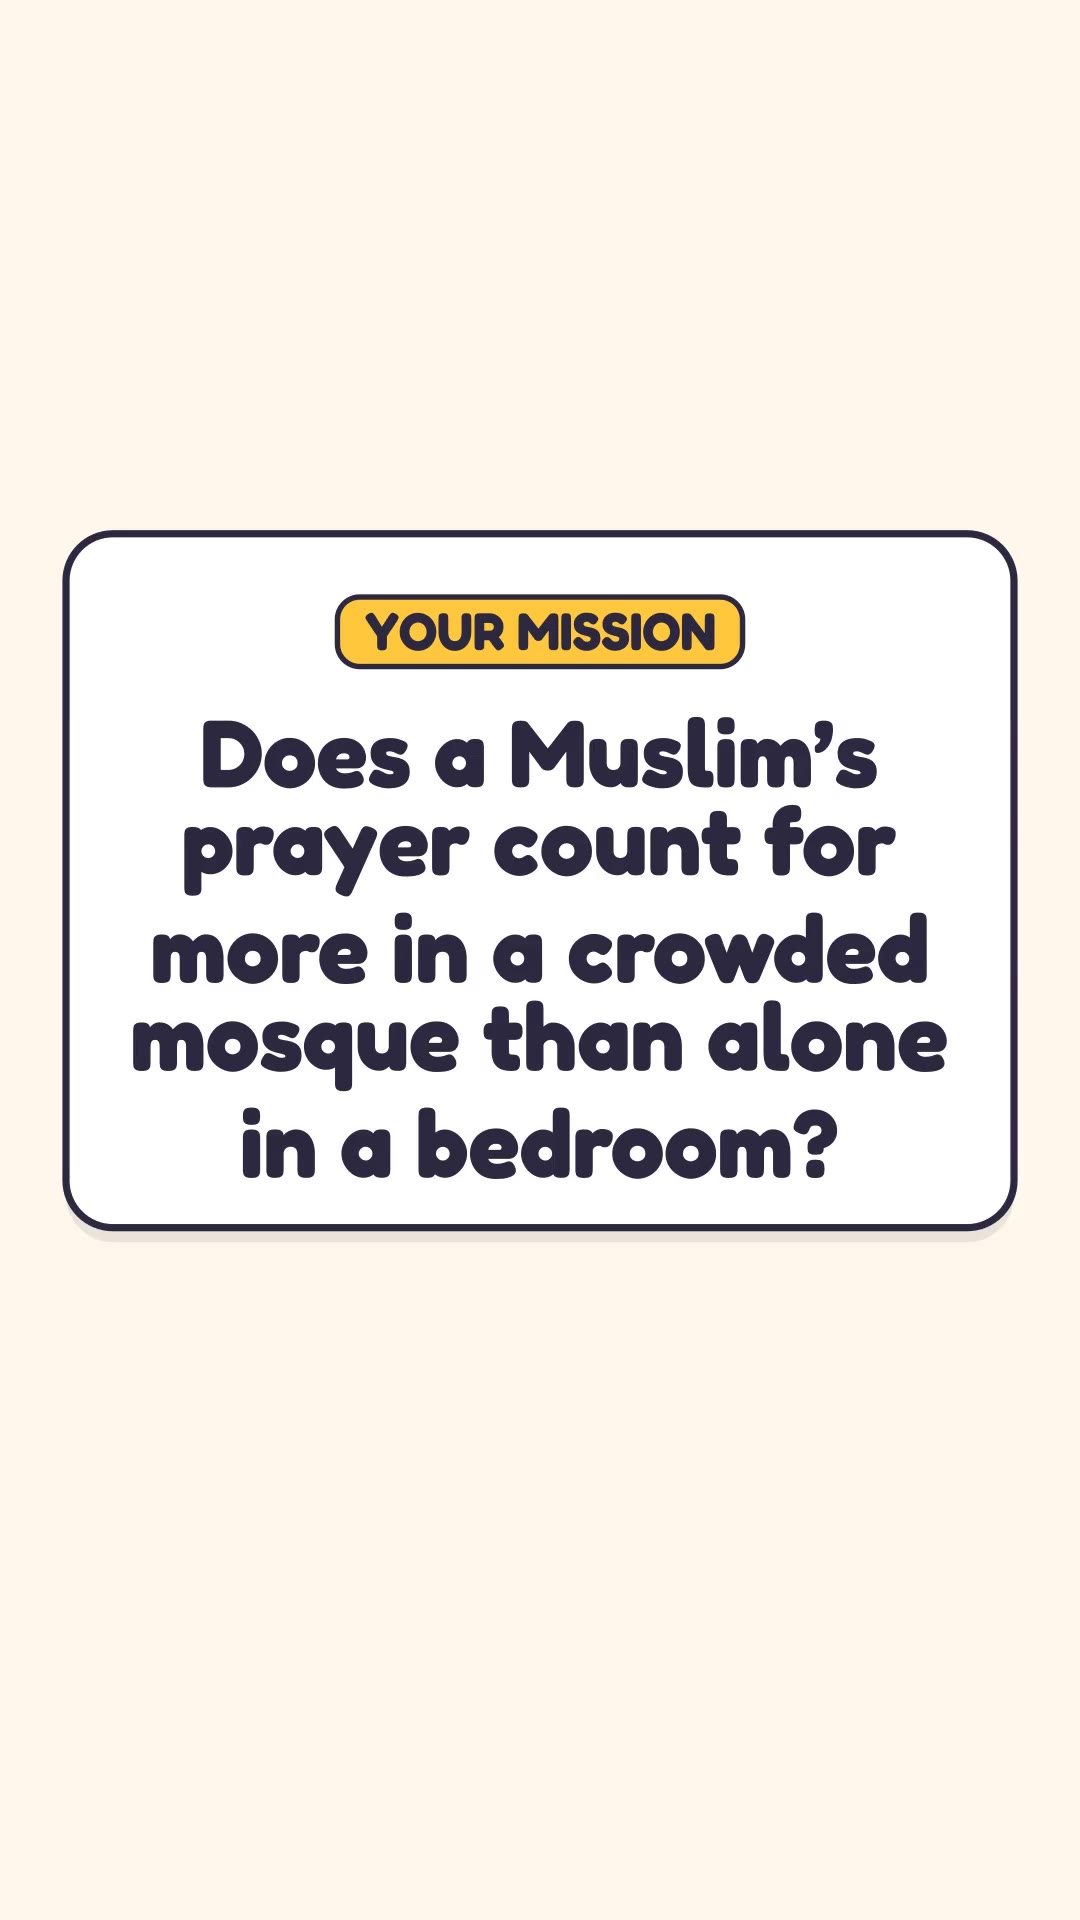 YOUR MISSION
Does a Muslim’s
prayer count for
more in a crowded
mosque than alone
in a bedroom?